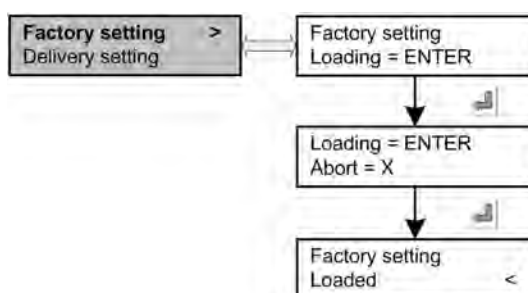 Factory setting >
Delivery setting
Factory setting
Loading = ENTER
Loading = ENTER
Abort = X
Factory setting
Loaded <